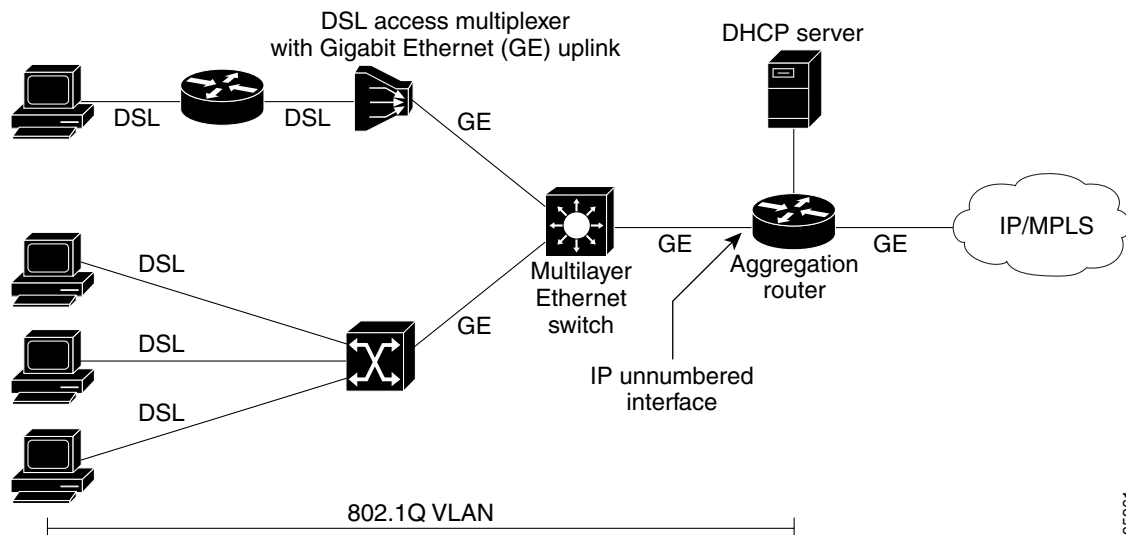 DSL access multiplexer
with Gigabit Ethernet (GE) uplink
DHCP server
DSL
DSL
GE
IP/MPLS
DSL
GE
GE
Multilayer
Ethernet
switch
Aggregation
router
GE
DSL
IP unnumbered
interface
DSL
802.1Q VLAN